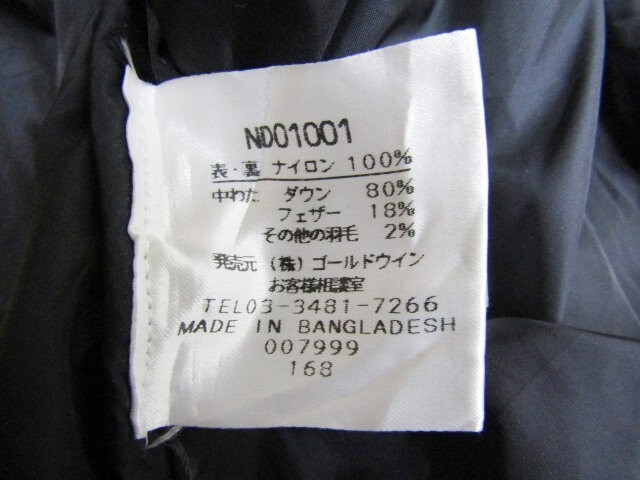 ND01001
表・裏 ナイロン 100%
中わた ダウン 80%
フェザー 18%
その他の羽毛 2%
発売元 (株) ゴールドウイン
お客様相談室
TEL03-3481-7266
MADE IN BANGLADESH
007999
168